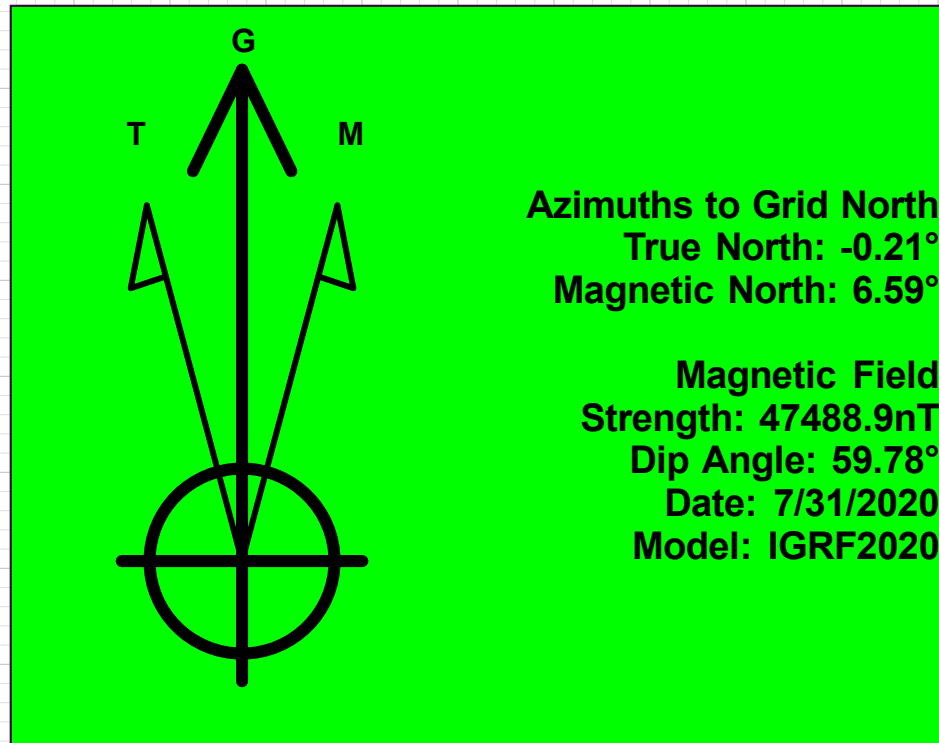 G
T
M
Azimuths to Grid North
True North: -0.21°
Magnetic North: 6.59°
Magnetic Field
Strength: 47488.9nT
Dip Angle: 59.78°
Date: 7/31/2020
Model: IGRF2020